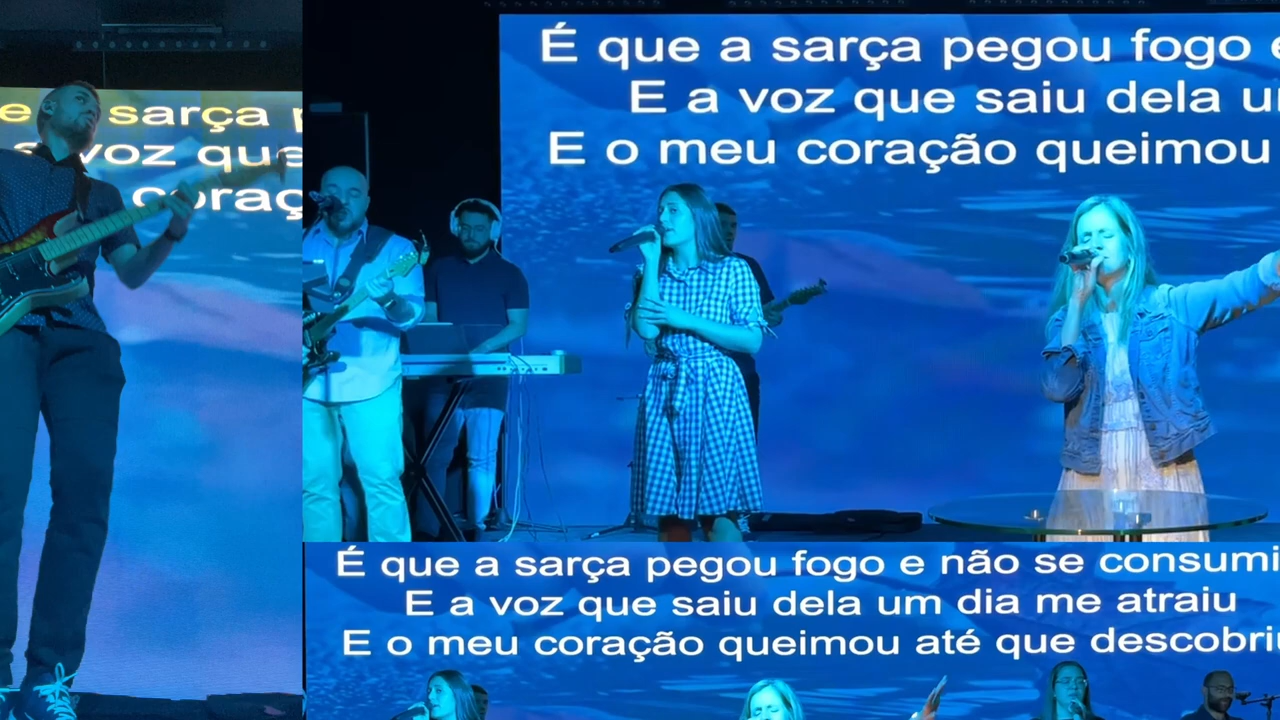 e sarça
voz que
coraç
É que a sarça pegou fogo e
E a voz que saiu dela um
E o meu coração queimou
É que a sarça pegou fogo e não se consumi
E a voz que saiu dela um dia me atraiu
E o meu coração queimou até que descobri